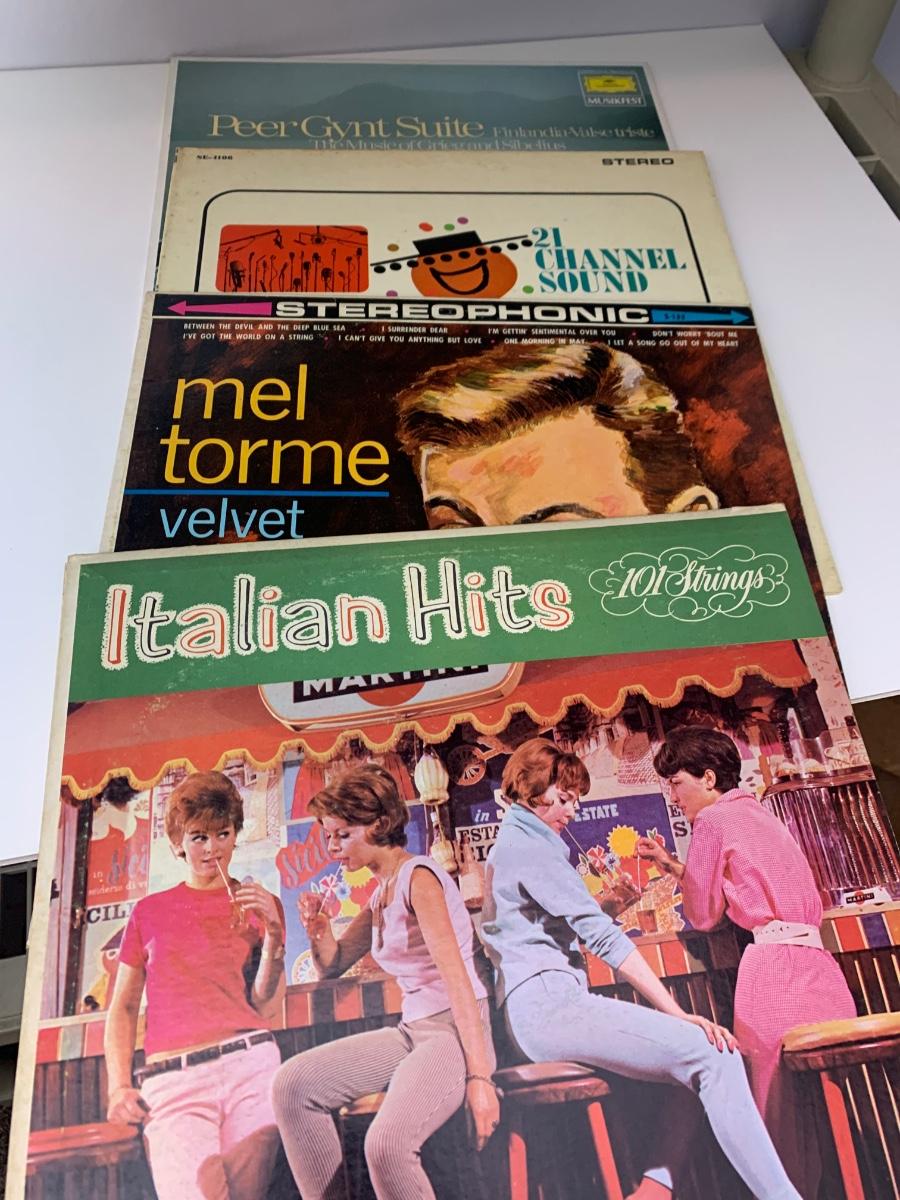 MUSIKFEST
Peer Gynt Suite Finlandia·Valse triste
The Music of Grieg and Sibelius
SE-4106 STEREO
21
CHANNEL
SOUND
STEREOPHONIC
BETWEEN THE DEVIL AND THE DEEP BLUE SEA I SURRENDER DEAR I'M GETTIN' SENTIMENTAL OVER YOU DON'T WORRY 'BOUT ME
I'VE GOT THE WORLD ON A STRING I CAN'T GIVE YOU ANYTHING BUT LOVE ONE MORNING IN MAY I LET A SONG GO OUT OF MY HEART
mel
torme
velvet
Italian Hits 101 Strings
MARTINI
in ESTATE
MARTINI